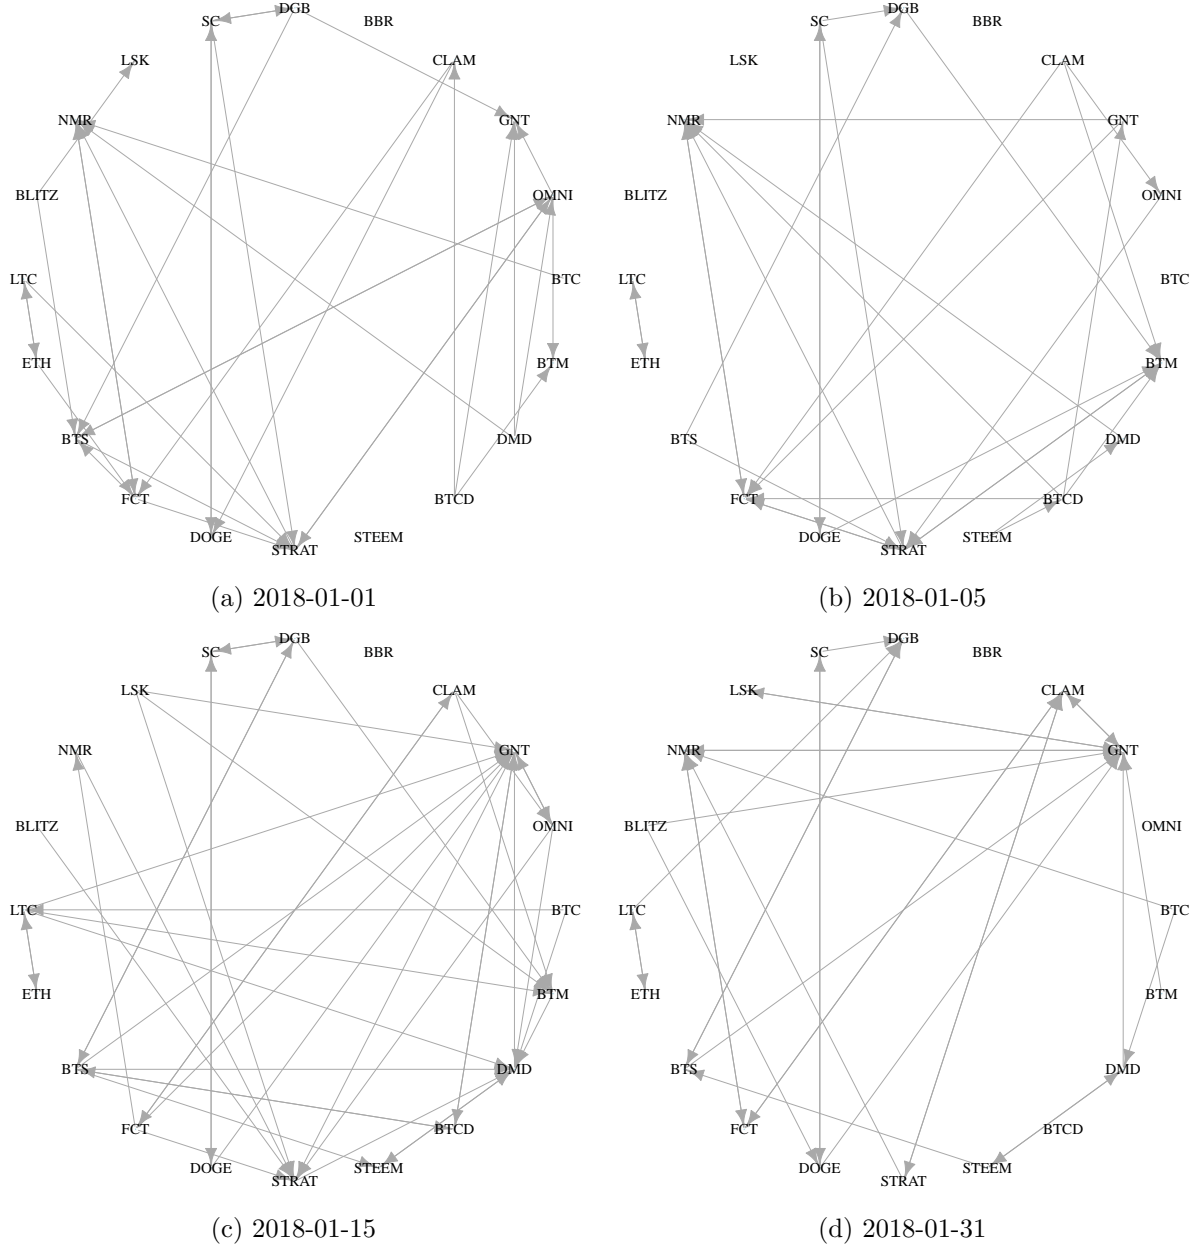 DGB
SC
BBR
LSK
CLAM
NMR
GNT
BLITZ
OMNI
LTC
BTC
ETH
BTM
BTS
DMD
FCT
BTCD
DOGE
STEEM
STRAT
(a) 2018-01-01
DGB
SC
BBR
LSK
CLAM
NMR
GNT
BLITZ
OMNI
LTC
BTC
ETH
BTM
BTS
DMD
FCT
BTCD
DOGE
STEEM
STRAT
(b) 2018-01-05
DGB
SC
BBR
LSK
CLAM
NMR
GNT
BLITZ
OMNI
LTC
BTC
ETH
BTM
BTS
DMD
FCT
BTCD
DOGE
STEEM
STRAT
(c) 2018-01-15
DGB
SC
BBR
LSK
CLAM
NMR
GNT
BLITZ
OMNI
LTC
BTC
ETH
BTM
BTS
DMD
FCT
BTCD
DOGE
STEEM
STRAT
(d) 2018-01-31